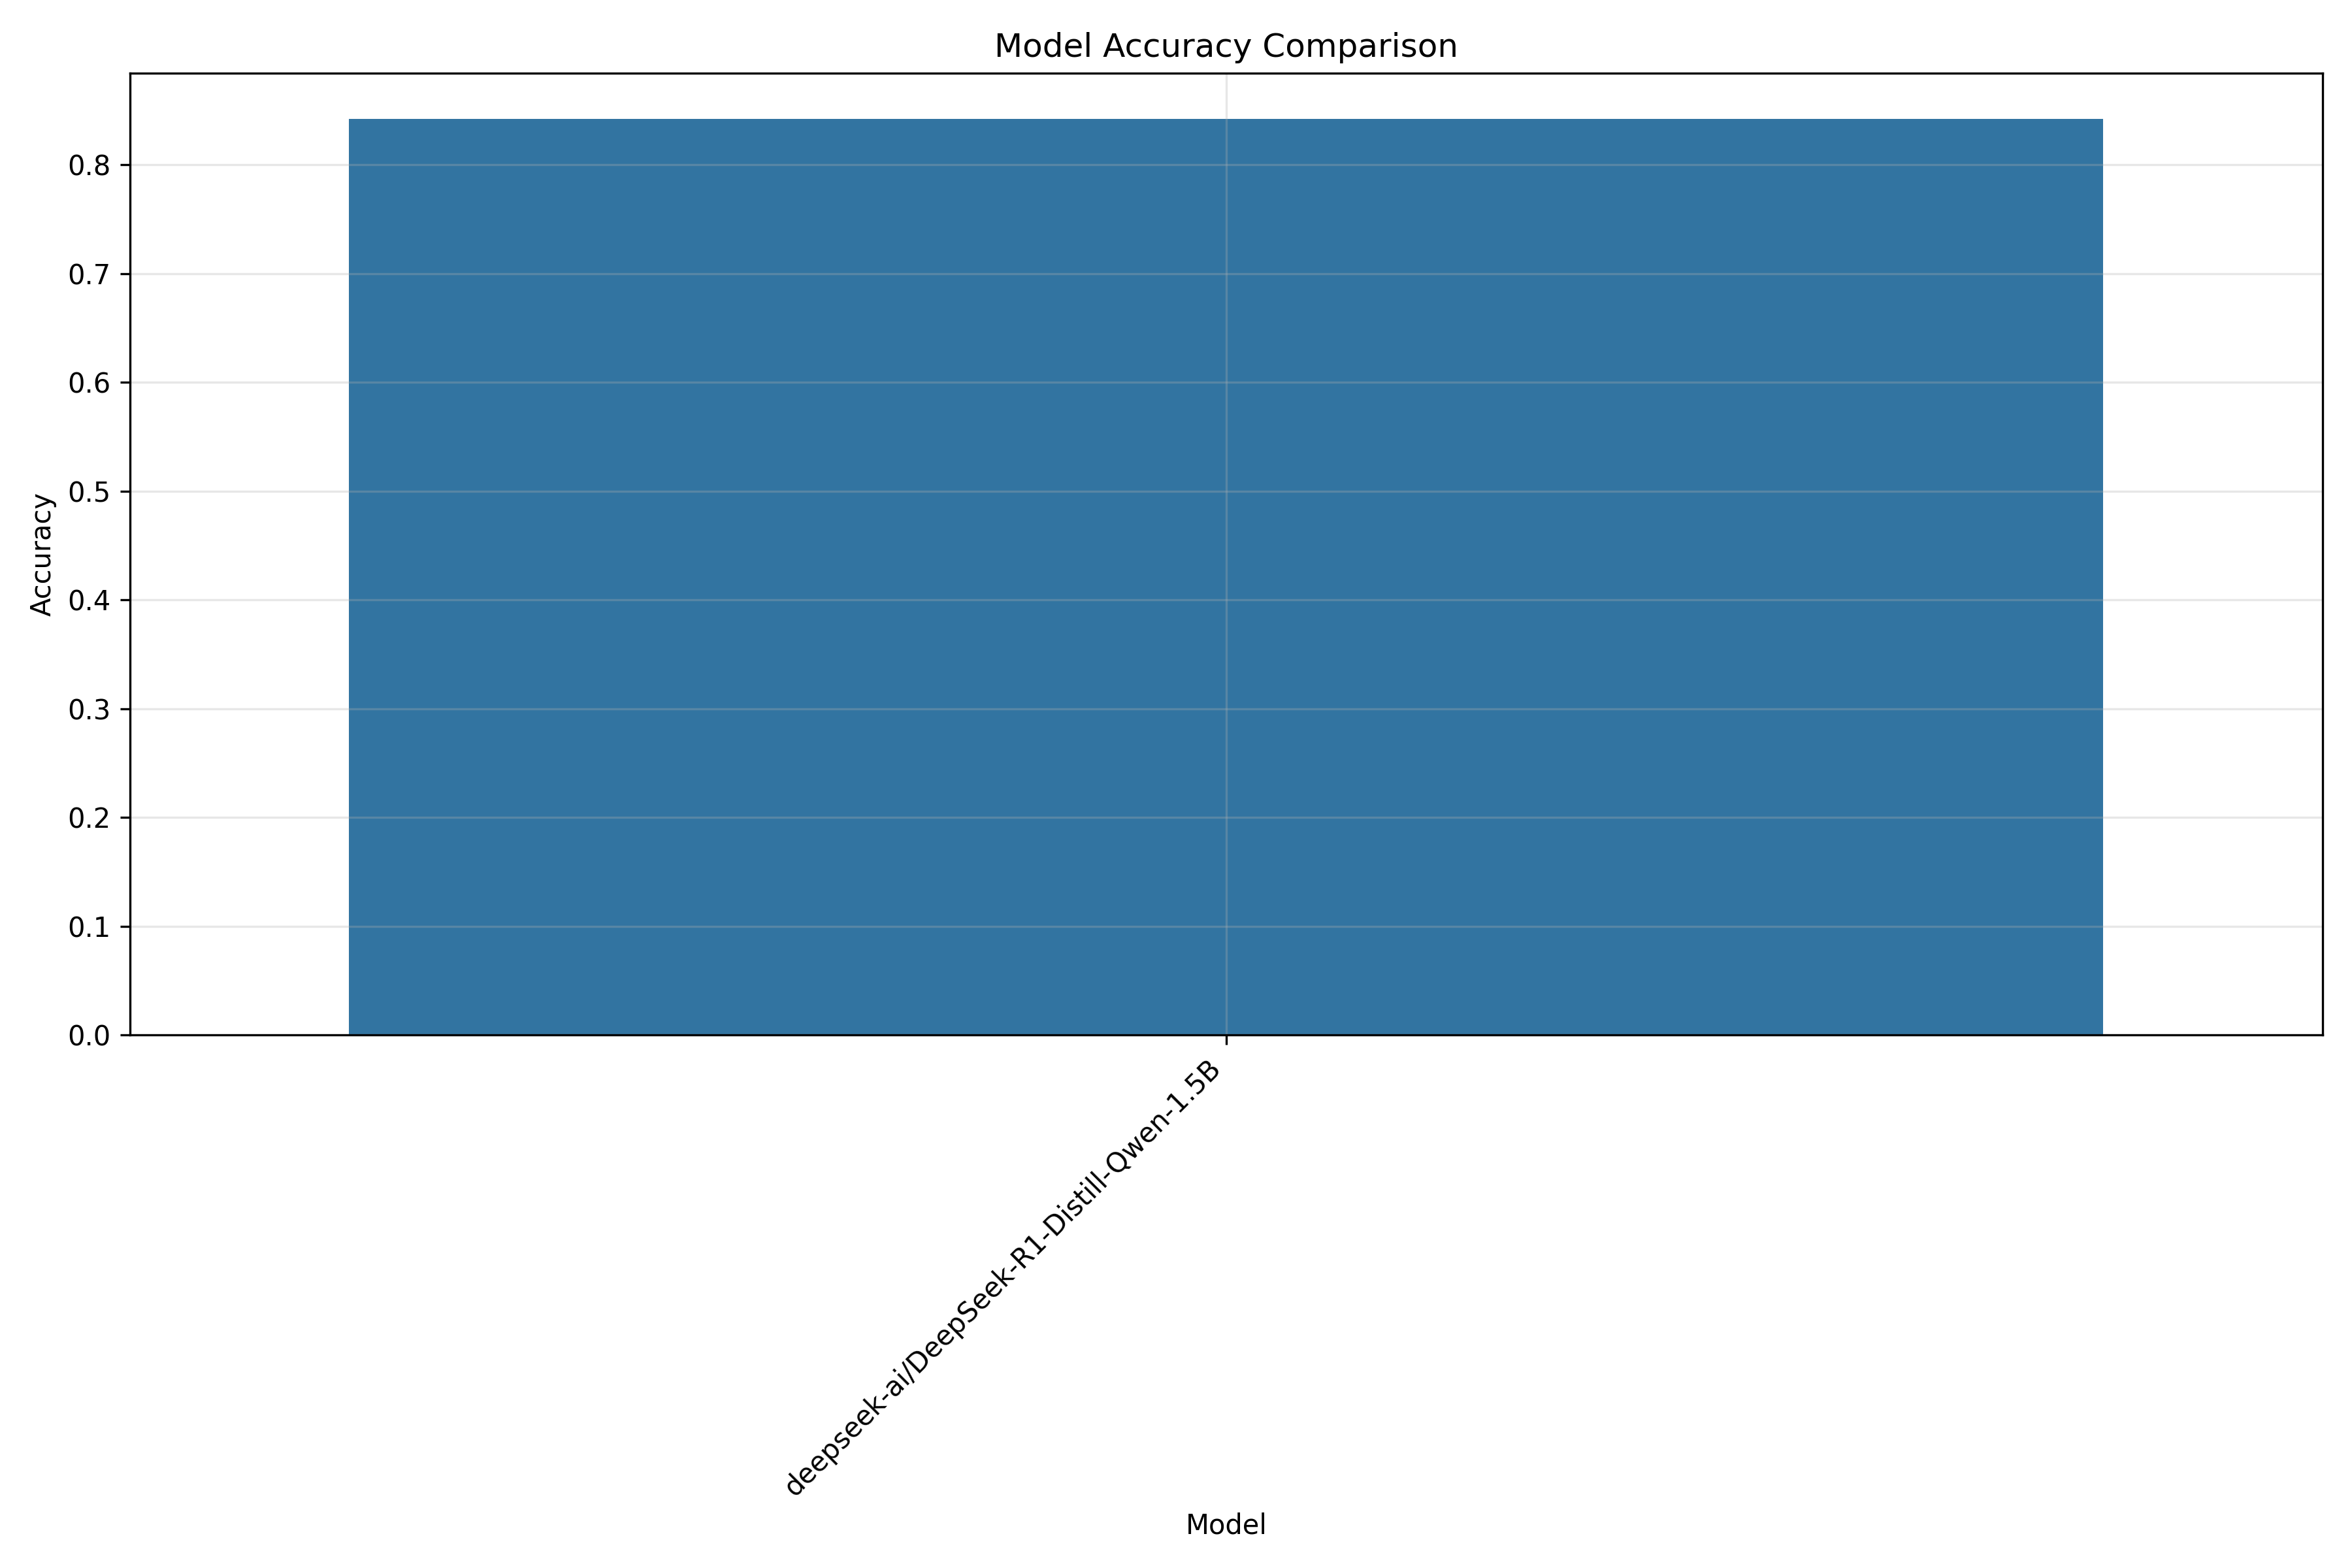 Model Accuracy Comparison
Accuracy
0.8
0.7
0.6
0.5
0.4
0.3
0.2
0.1
0.0
deepseek-ai/DeepSeek-R1-Distill-Qwen-1.5B
Model